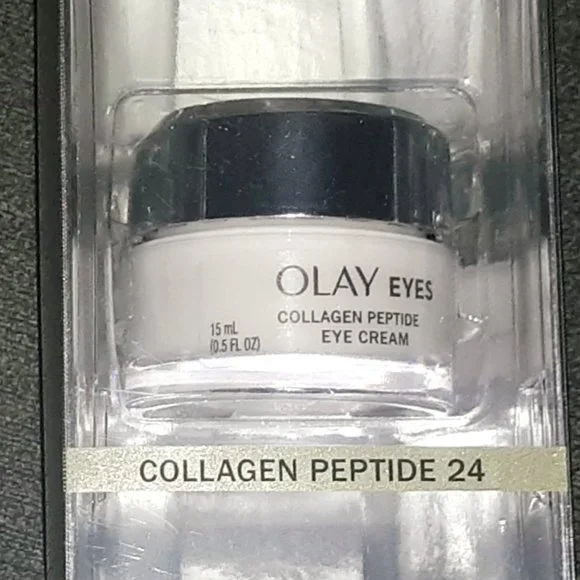 OLAY EYES
COLLAGEN PEPTIDE
EYE CREAM
15 mL
(0.5 FL OZ)
COLLAGEN PEPTIDE 24